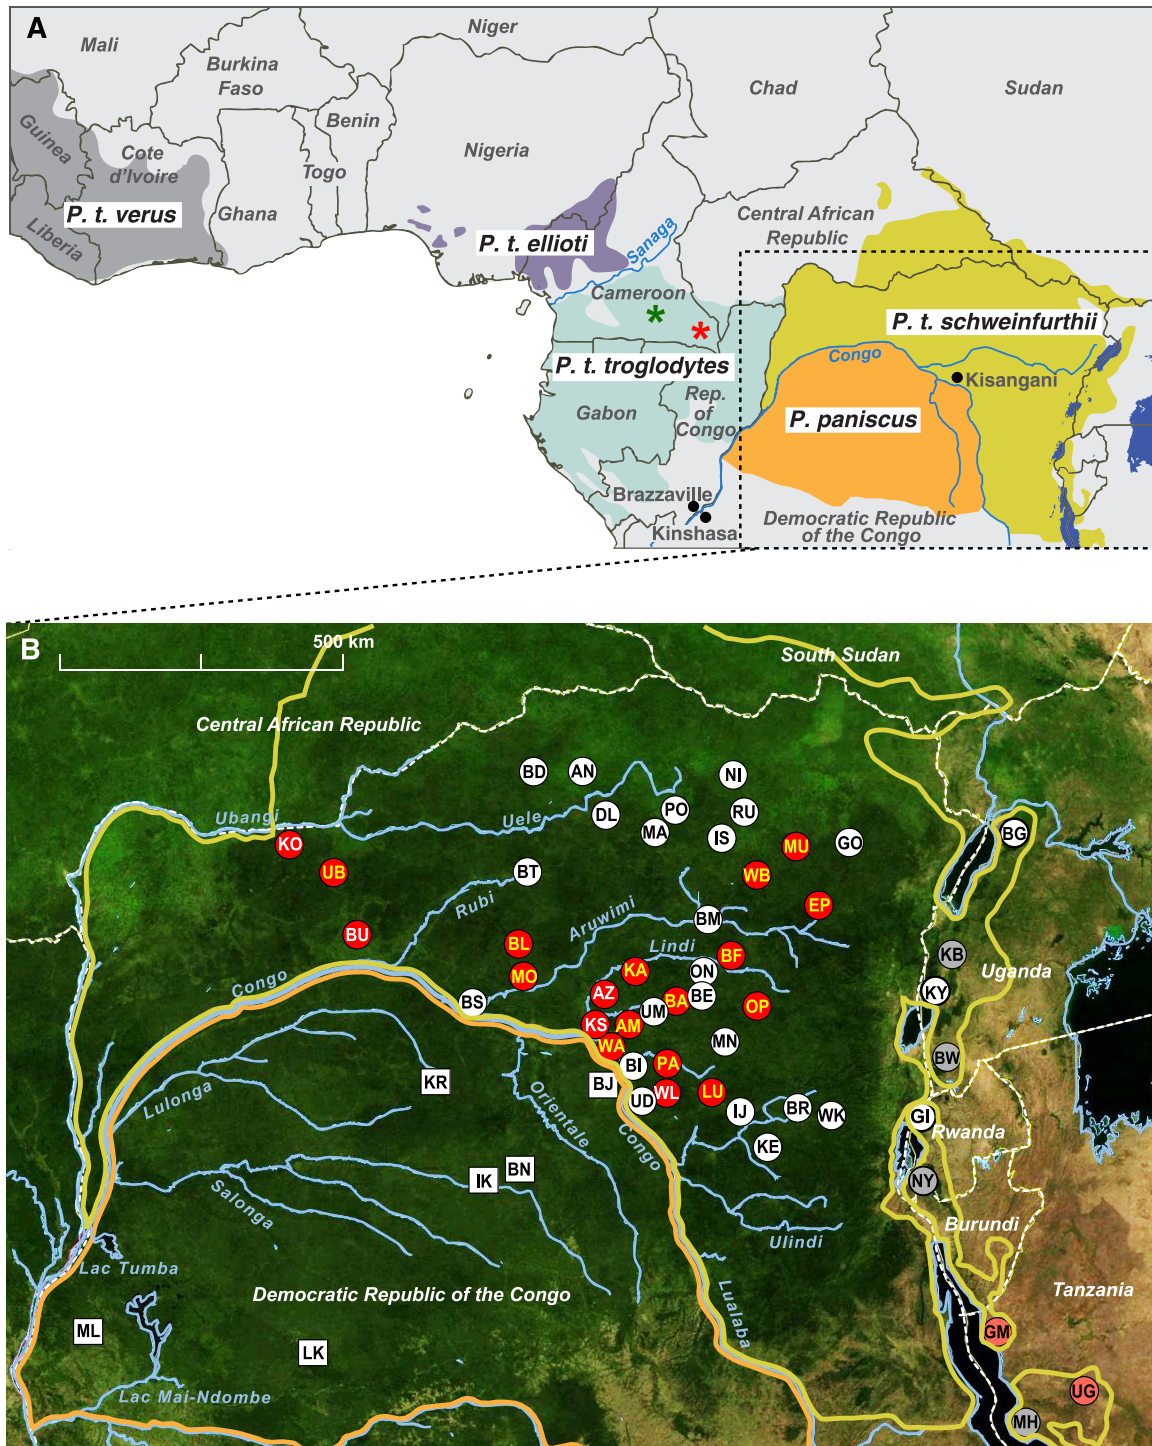 A
Mali
Niger
Burkina
Faso
Chad
Sudan
Guinea
Benin
Cote
d'Ivoire
Nigeria
Togo
Ghana
P. t. verus
Liberia
P. t. ellioti
Sanaga
Central African
Republic
Cameroon
*
*
P. t. schweinfurthii
P. t. troglodytes
Congo
Kisangani
Gabon
Rep.
of
Congo
P. paniscus
Brazzaville
Kinshasa
Democratic Republic
of the Congo
B
500 km
South Sudan
Central African Republic
BD
AN
NI
Ubangi
Uele
DL
PO
RU
MA
IS
BG
KO
MU
GO
UB
BT
WB
Rubi
EP
Aruwimi
BM
BU
BL
Lindi
BF
KB
Uganda
Congo
MO
KA
ON
KY
BS
AZ
BA
BE
OP
UM
KS
AM
WA
MN
BW
BI
PA
KR
BJ
Lulonga
Orientale
UD
WL
LU
IJ
BR
WK
GI
Rwanda
Congo
KE
BN
IK
NY
Salonga
Burundi
Ulindi
Lac Tumba
Democratic Republic of the Congo
Tanzania
Lualaba
ML
GM
LK
Lac Mai-Ndombe
UG
MH